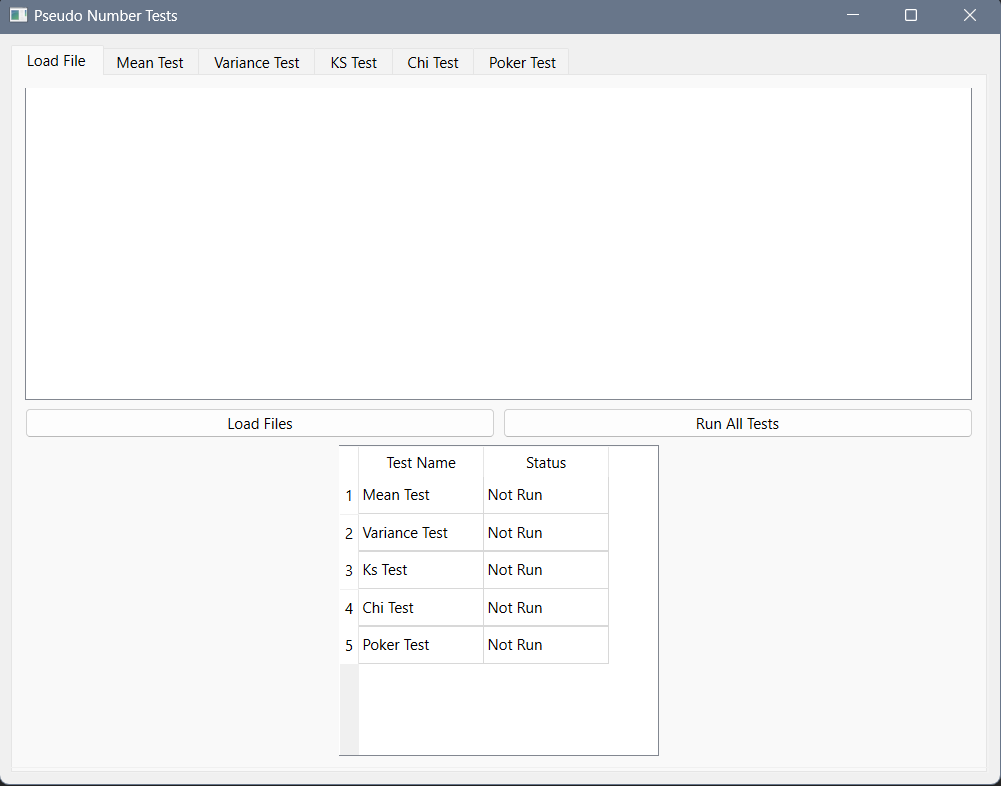 Pseudo Number Tests
Load File Mean Test Variance Test KS Test Chi Test Poker Test
Load Files Run All Tests
Test Name Status
1 Mean Test Not Run
2 Variance Test Not Run
3 Ks Test Not Run
4 Chi Test Not Run
5 Poker Test Not Run